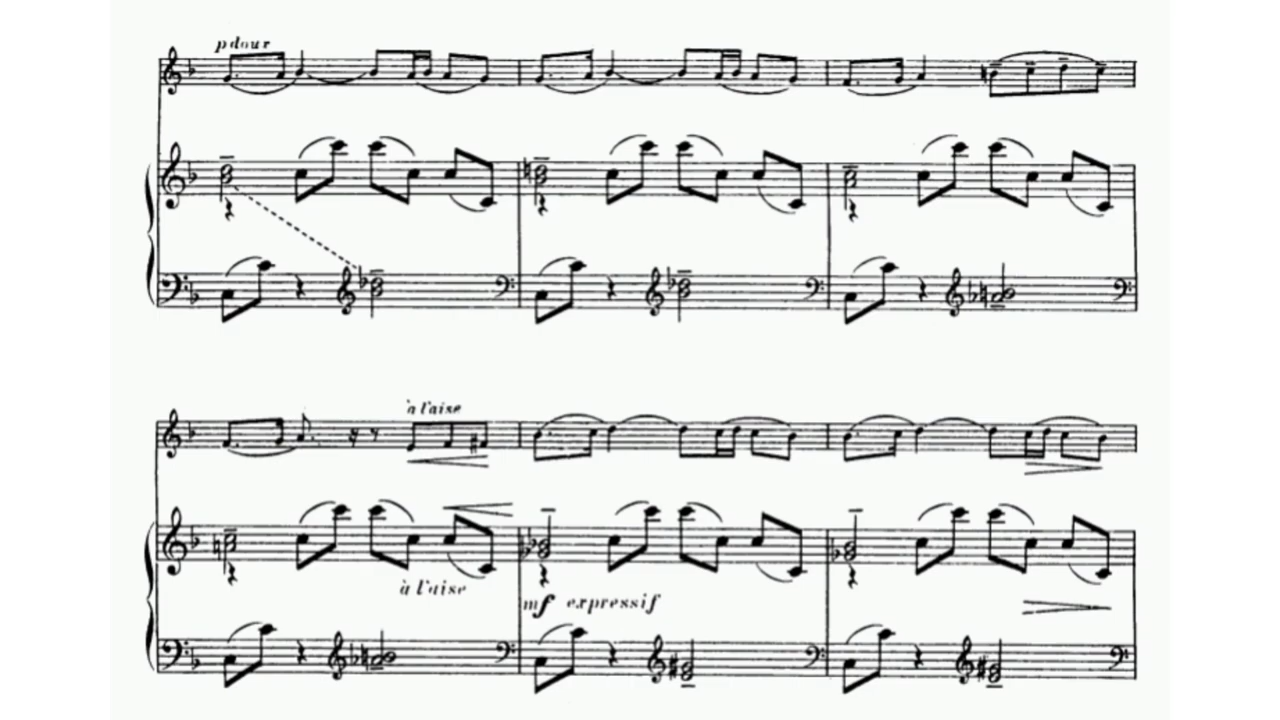 p doux
à l'aise
à l'aise
mf expressif